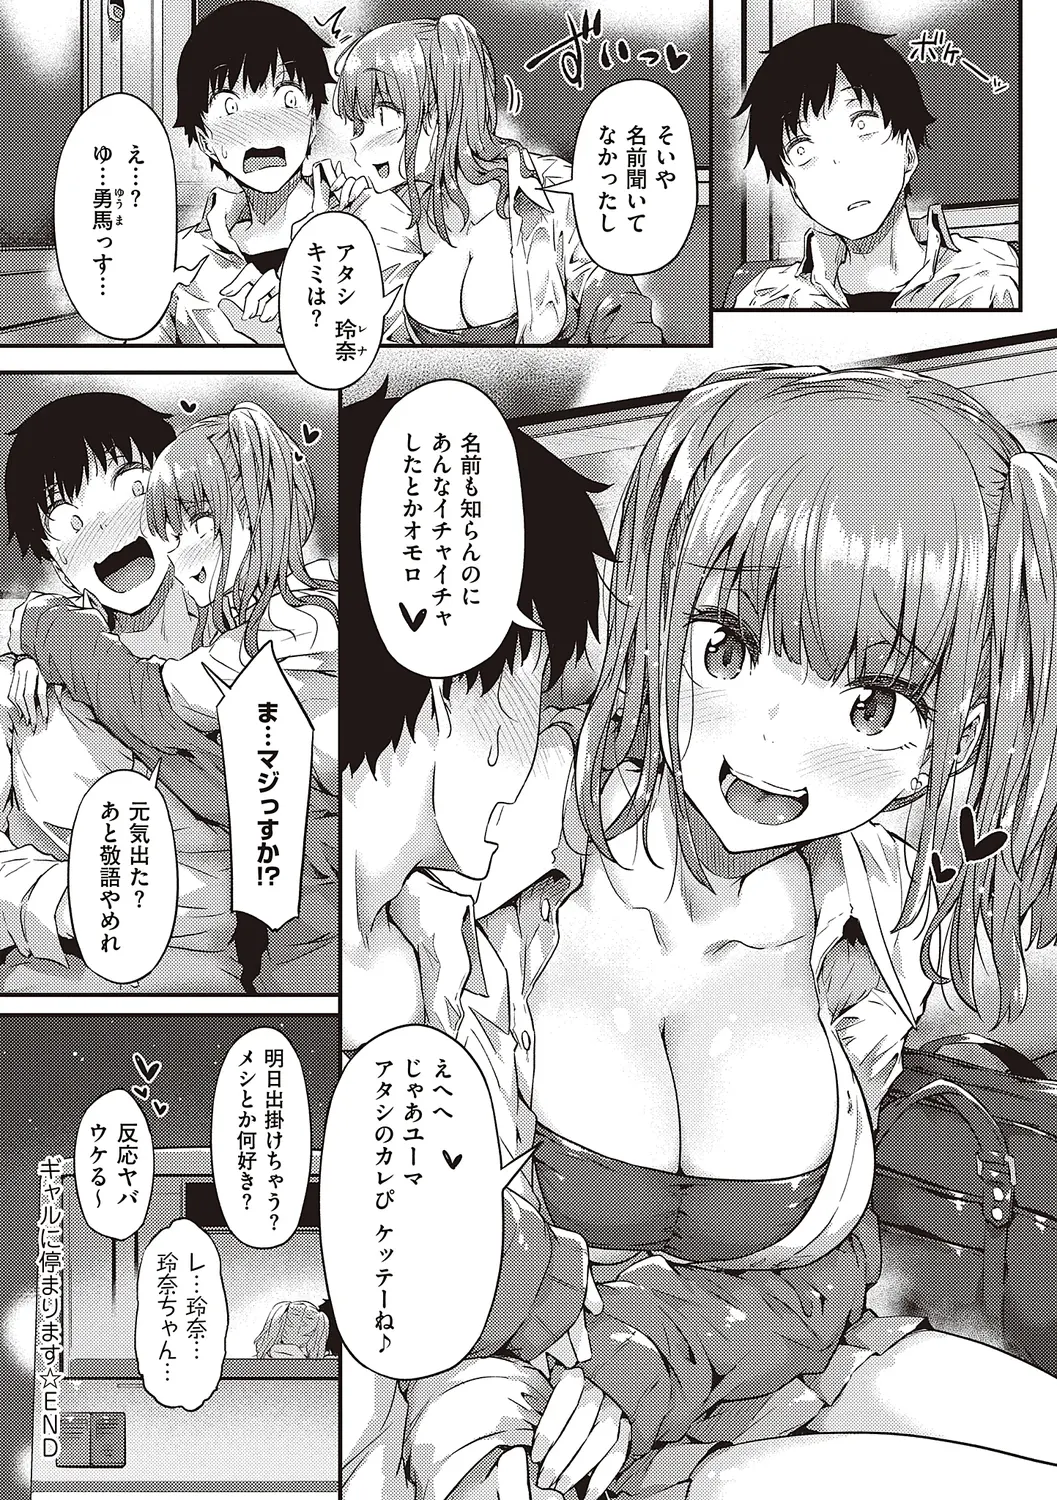 ボケー
ずいっ♥
そいや
名前聞いて
なかったし
アタシ 玲奈
レナ
キミは?
え…?
ゆ…勇馬っす…
ゆうま
名前も知らんのに
あんなイチャイチャ
したとかオモロ
♥
えへへ
じゃあユーマ
アタシのカレぴ ケッテーね♪
♥
ま…マジっすか!?
元気出た?
あと敬語やめれ
明日出掛けちゃう?
メシとか何好き?
反応ヤバ
ウケる〜
レ…玲奈…
玲奈ちゃん…
ギャルに停まります☆END